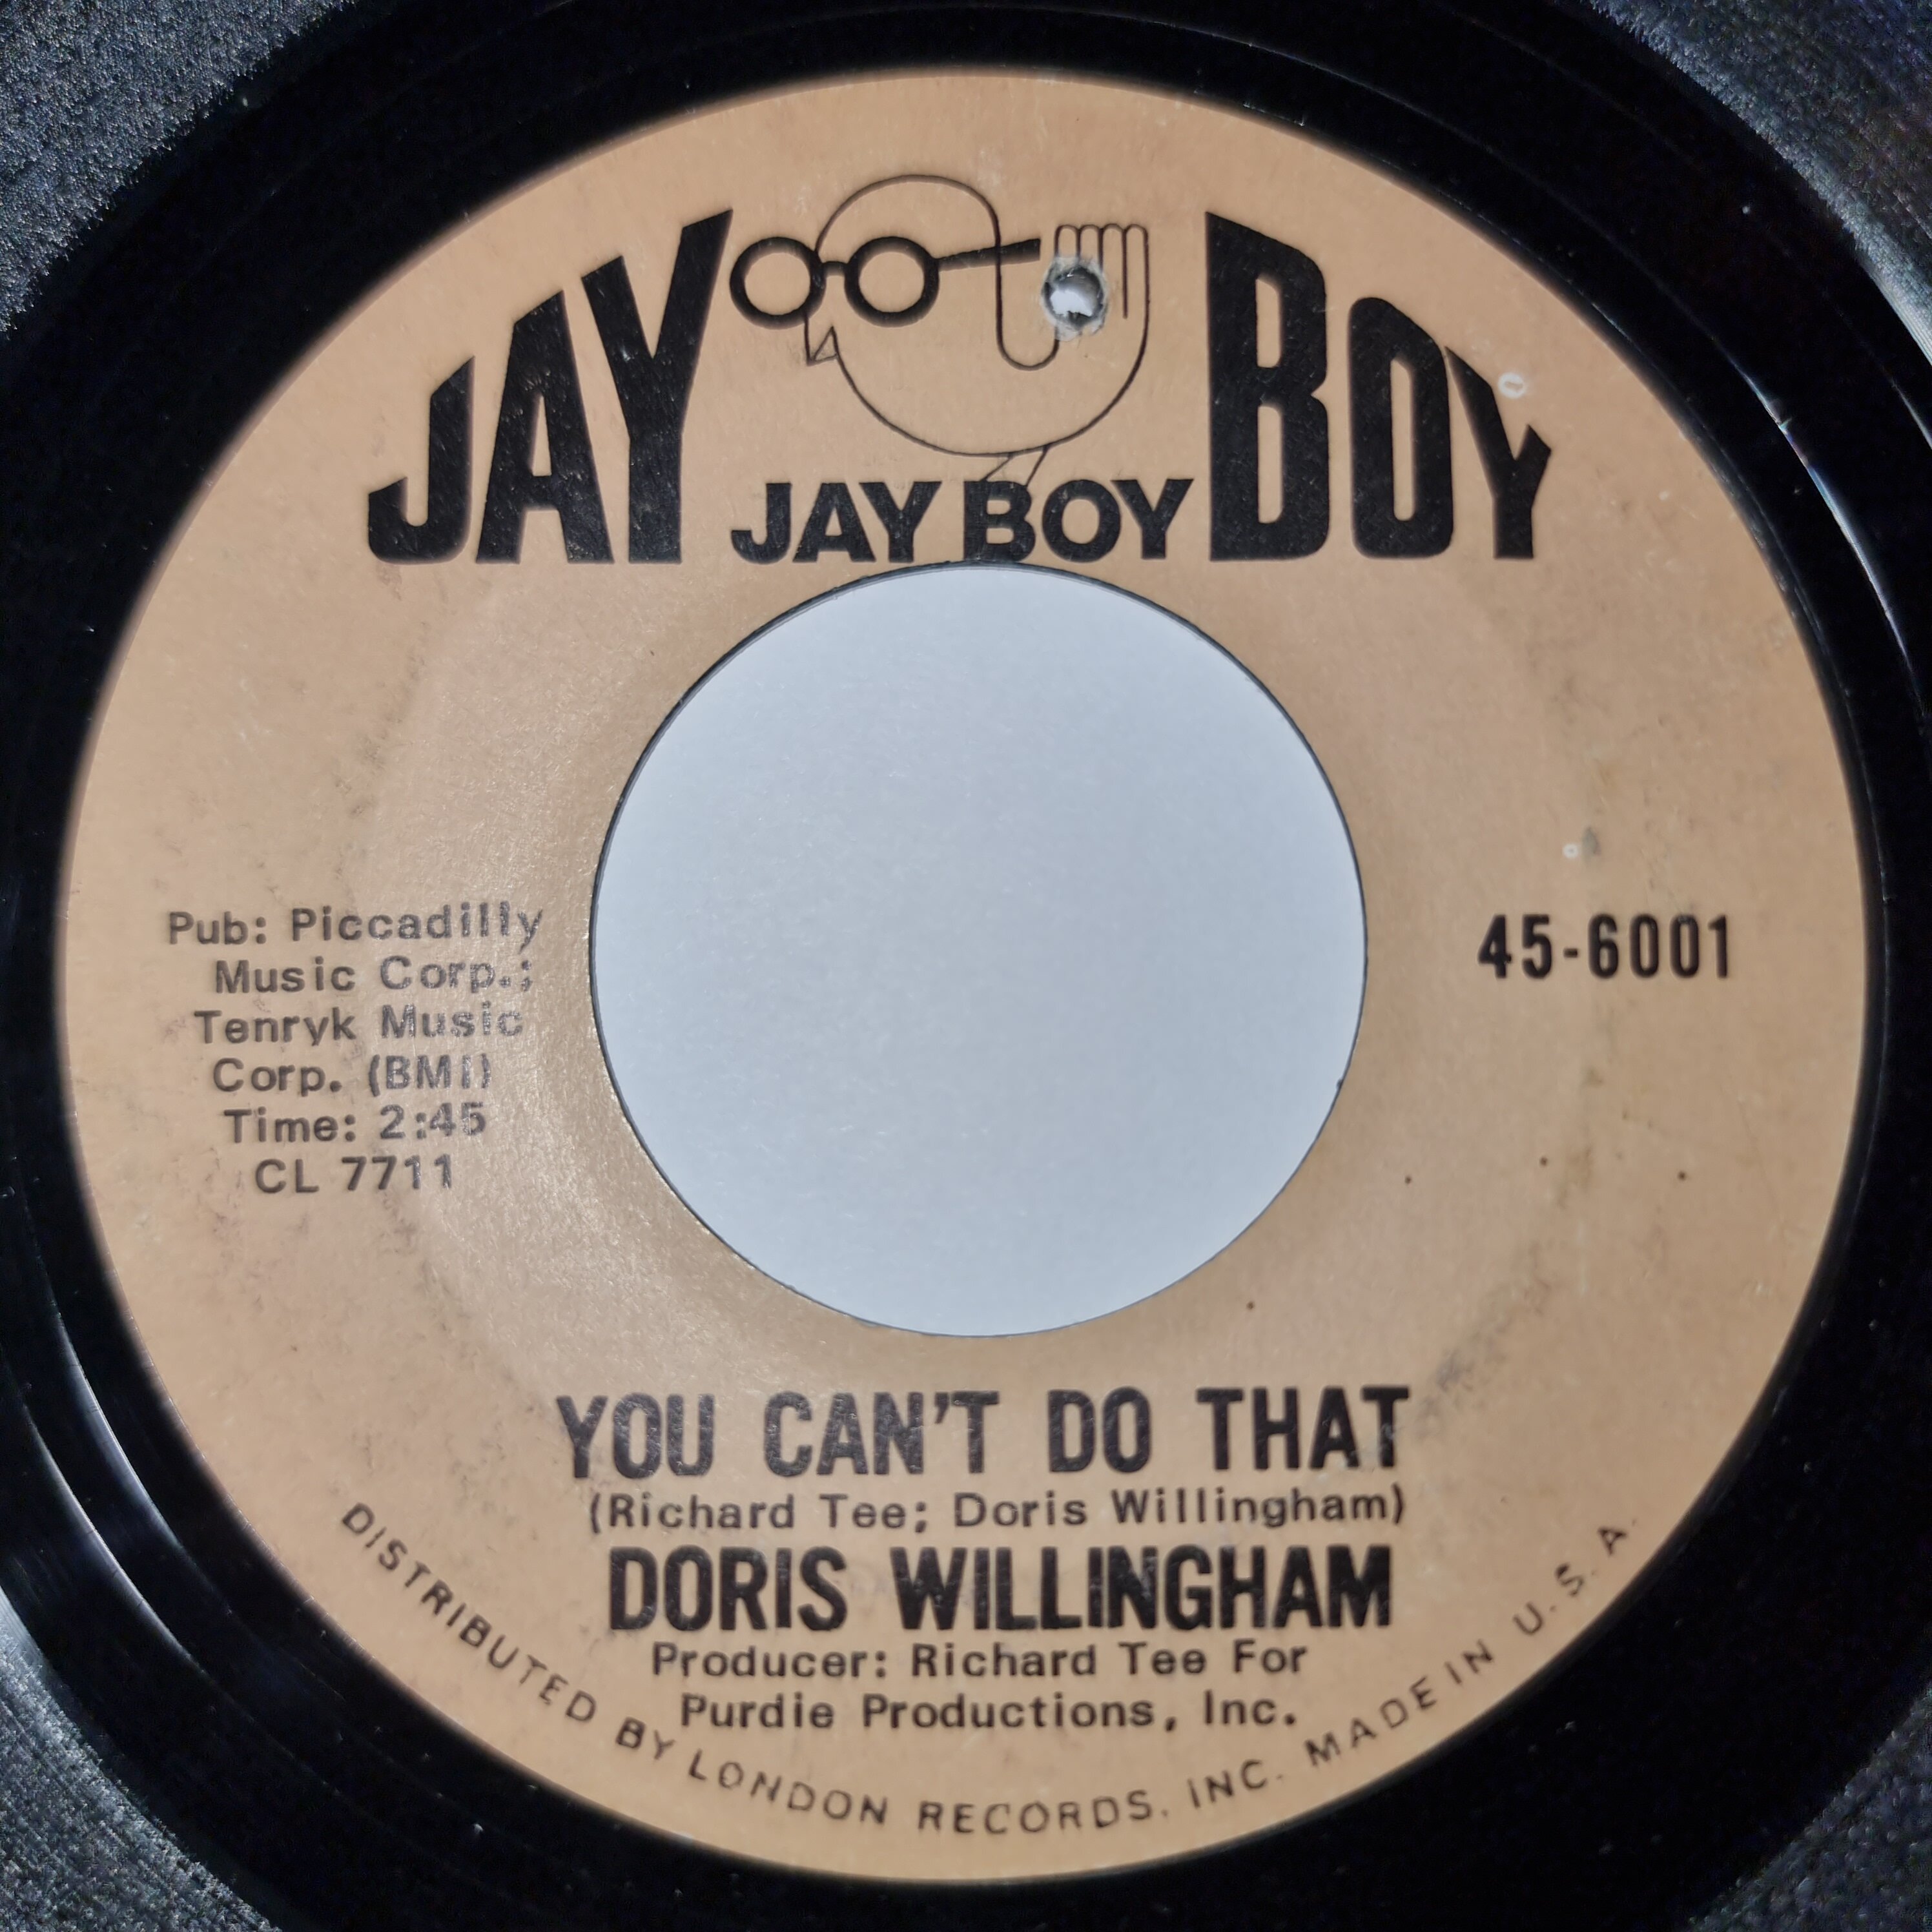 JAY BOY
JAY BOY
Pub: Piccadilly
Music Corp.;
Tenryk Music
Corp. (BMI)
Time: 2:45
CL 7711
45-6001
YOU CAN'T DO THAT
(Richard Tee; Doris Willingham)
DORIS WILLINGHAM
Producer: Richard Tee For
Purdie Productions, Inc.
DISTRIBUTED BY LONDON RECORDS, INC. MADE IN U.S.A.